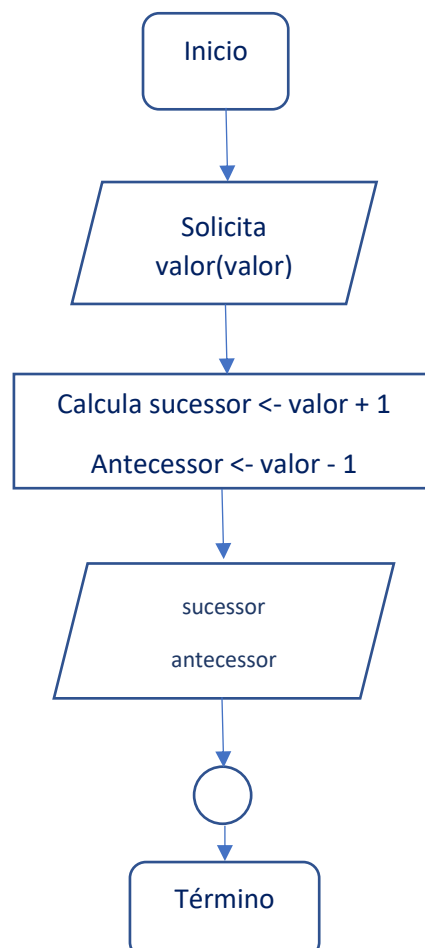 Inicio
Solicita
valor(valor)
Calcula sucessor <- valor + 1
Antecessor <- valor - 1
sucessor
antecessor
Término